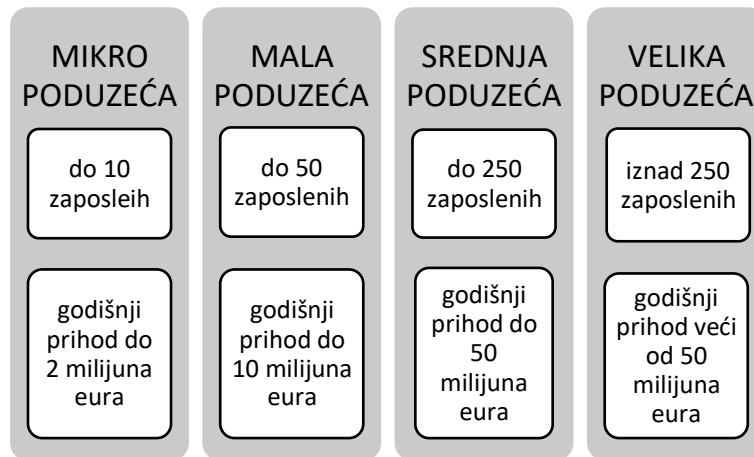 MIKRO
PODUZEĆA
do 10
zaposleih
godišnji
prihod do
2 milijuna
eura
MALA
PODUZEĆA
do 50
zaposlenih
godišnji
prihod do
10 milijuna
eura
SREDNJA
PODUZEĆA
do 250
zaposlenih
godišnji
prihod do
50
milijuna
eura
VELIKA
PODUZEĆA
iznad 250
zaposlenih
godišnji
prihod veći
od 50
milijuna
eura